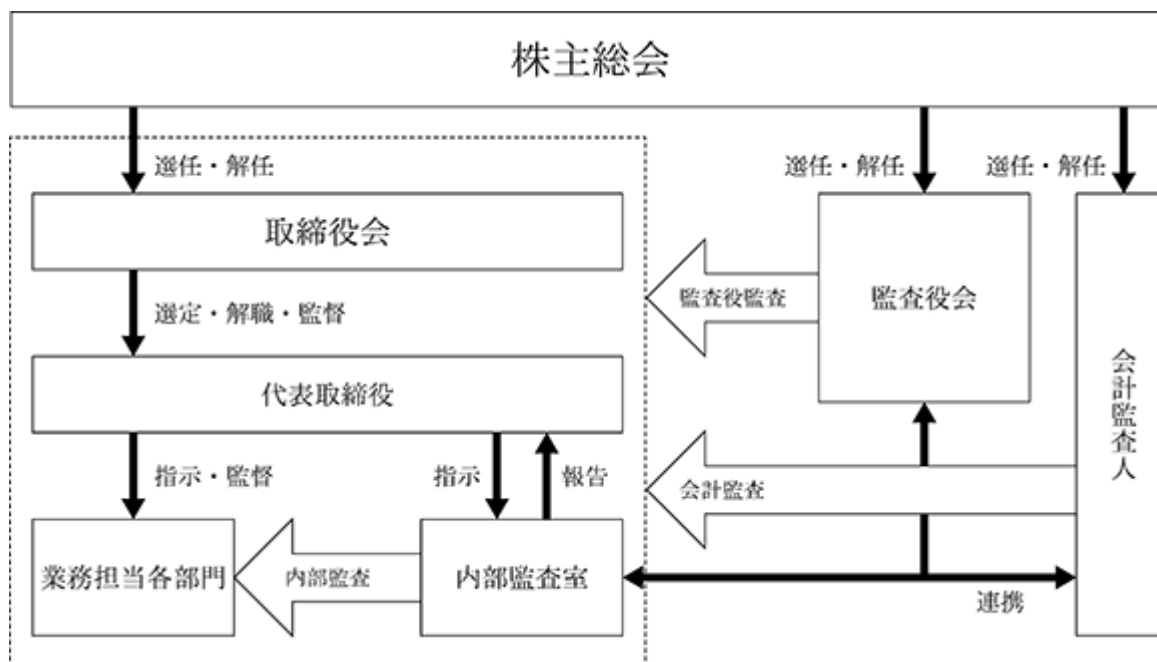 株主総会
選任・解任
選任・解任
選任・解任
取締役会
監査役会
会計監査人
監査役監査
選定・解職・監督
代表取締役
指示・監督
指示
報告
会計監査
業務担当各部門
内部監査
内部監査室
連携